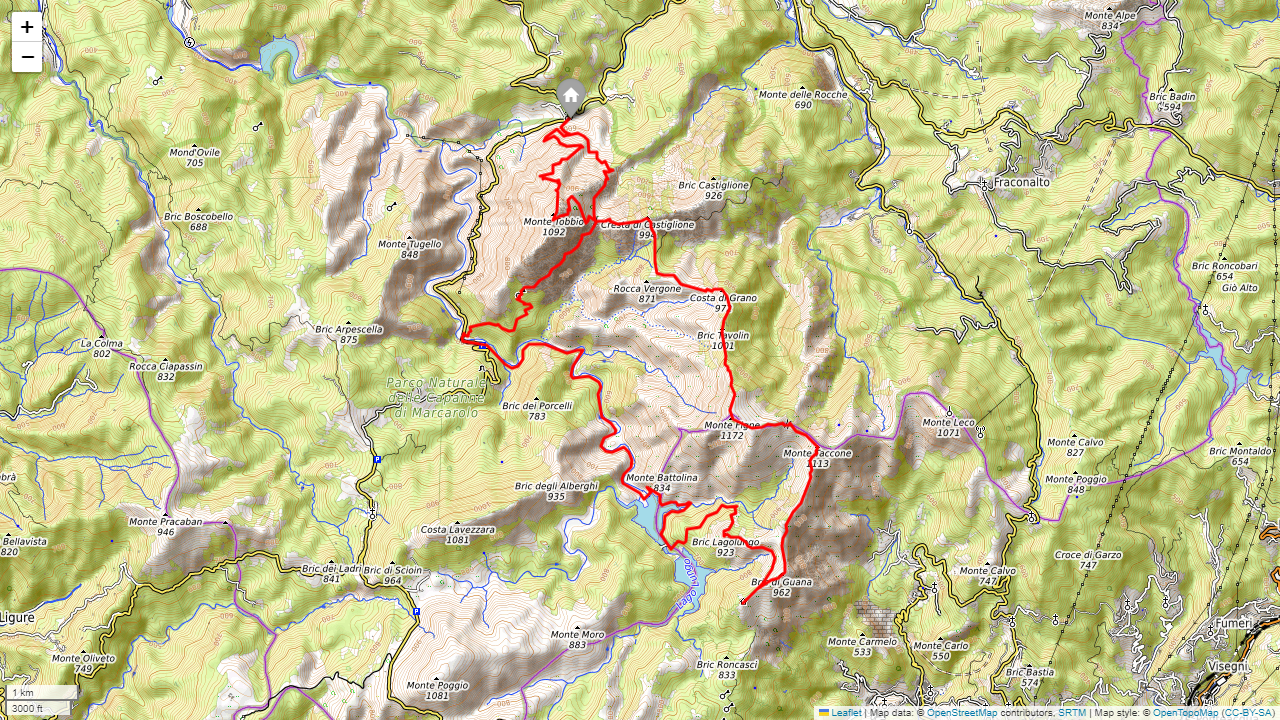 +
−
Monte Alpe
834
Monte delle Rocche
690
Bric Badin
594
Mond'Ovile
705
Fraconalto
Bric Castiglione
926
Bric Boscobello
688
Monte Tobbio
1092
Cresta di Castiglione
994
Monte Tugello
848
Bric Roncobari
654
Giò Alto
Rocca Vergone
871
Costa di Grano
97
Bric Arpescella
875
Bric Tavolin
1001
La Colma
802
Rocca Ciapassin
832
Parco Naturale
delle Capanne
di Marcarolo
Bric dei Porcelli
783
Monte Figne
1172
Monte Leco
1071
Monte Taccone
1113
Monte Calvo
827
Bric Montaldo
654
Monte Poggio
848
Monte Battolina
834
Bric degli Alberghi
935
Monte Pracaban
946
Costa Lavezzara
1081
Bellavista
820
Bric Lagolungo
923
Croce di Garzo
747
Bric dei Ladri
841
Bric di Scioin
964
Monte Calvo
747
Bric di Guana
962
Lago Lungo
Ligure
Fumeri
Monte Moro
883
Monte Carmelo
533
Monte Carlo
550
Monte Oliveto
749
Bric Roncasci
833
Bric Bastia
574
Visegni
Monte Poggio
1081
1 km
3000 ft
Leaflet | Map data: © OpenStreetMap contributors, SRTM | Map style: © OpenTopoMap (CC-BY-SA)